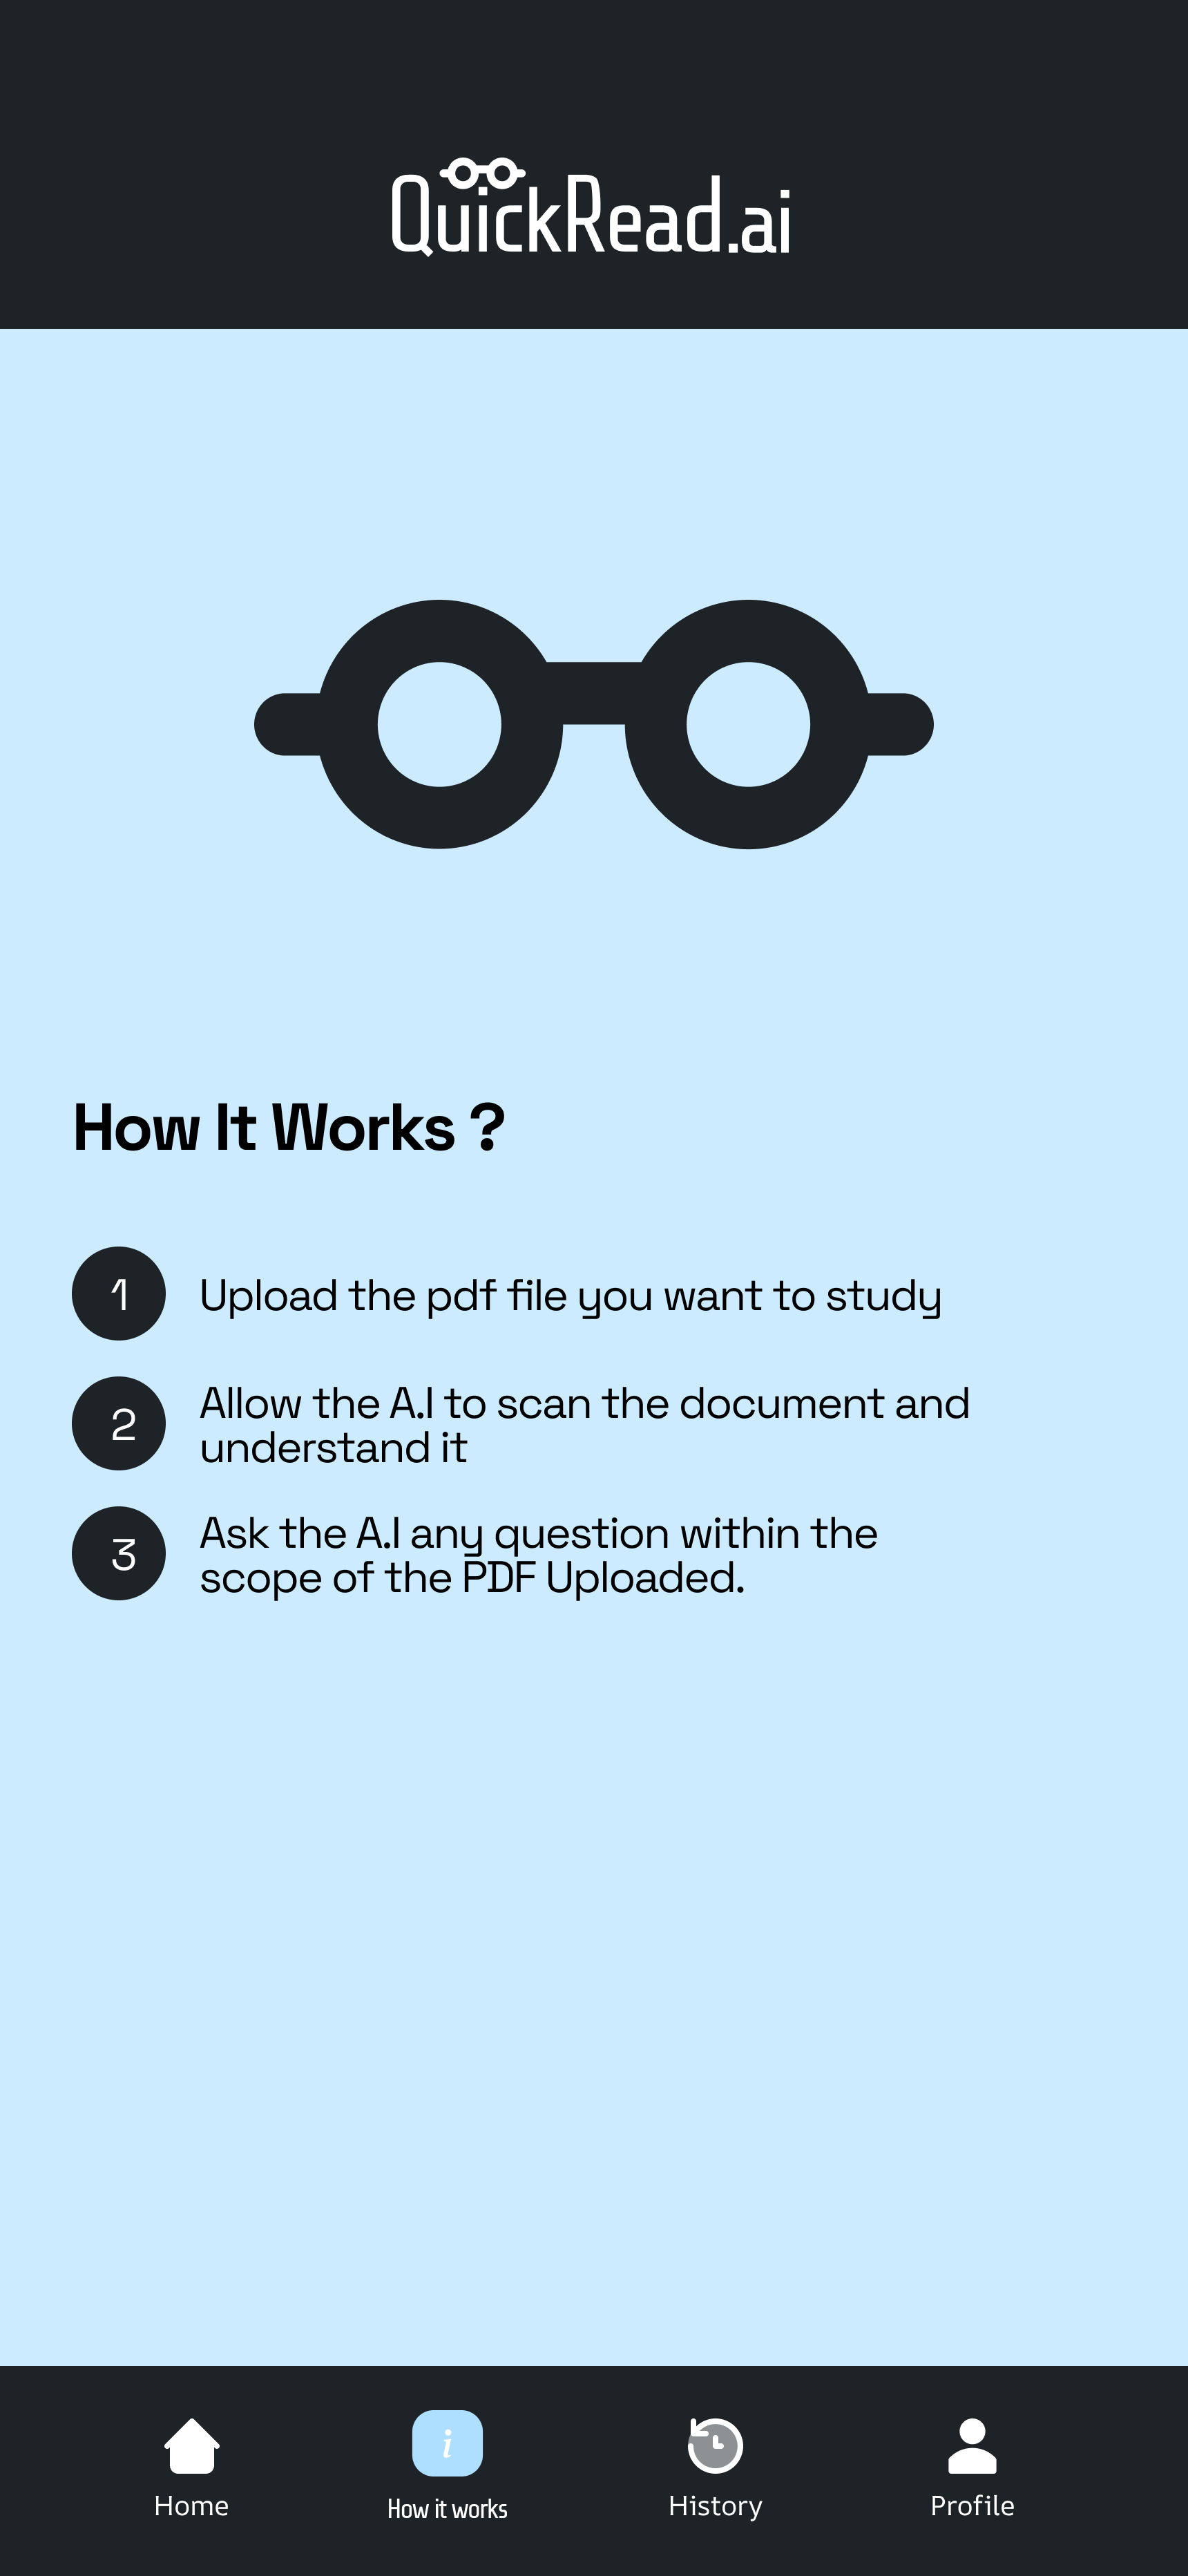 QuickRead.ai
How It Works ?
1
Upload the pdf file you want to study
2
Allow the A.I to scan the document and
understand it
3
Ask the A.I any question within the
scope of the PDF Uploaded.
i
Home
How it works
History
Profile